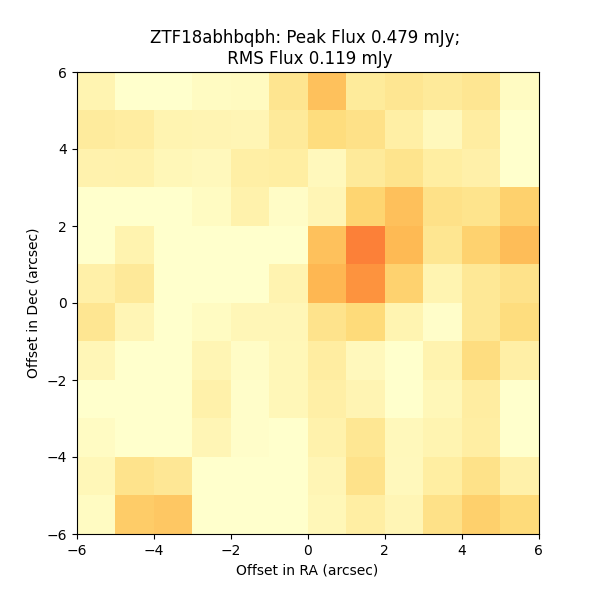 ZTF18abhbqbh: Peak Flux 0.479 mJy;
RMS Flux 0.119 mJy
6
4
2
0
−2
−4
−6
Offset in Dec (arcsec)
−6 −4 −2 0 2 4 6
Offset in RA (arcsec)